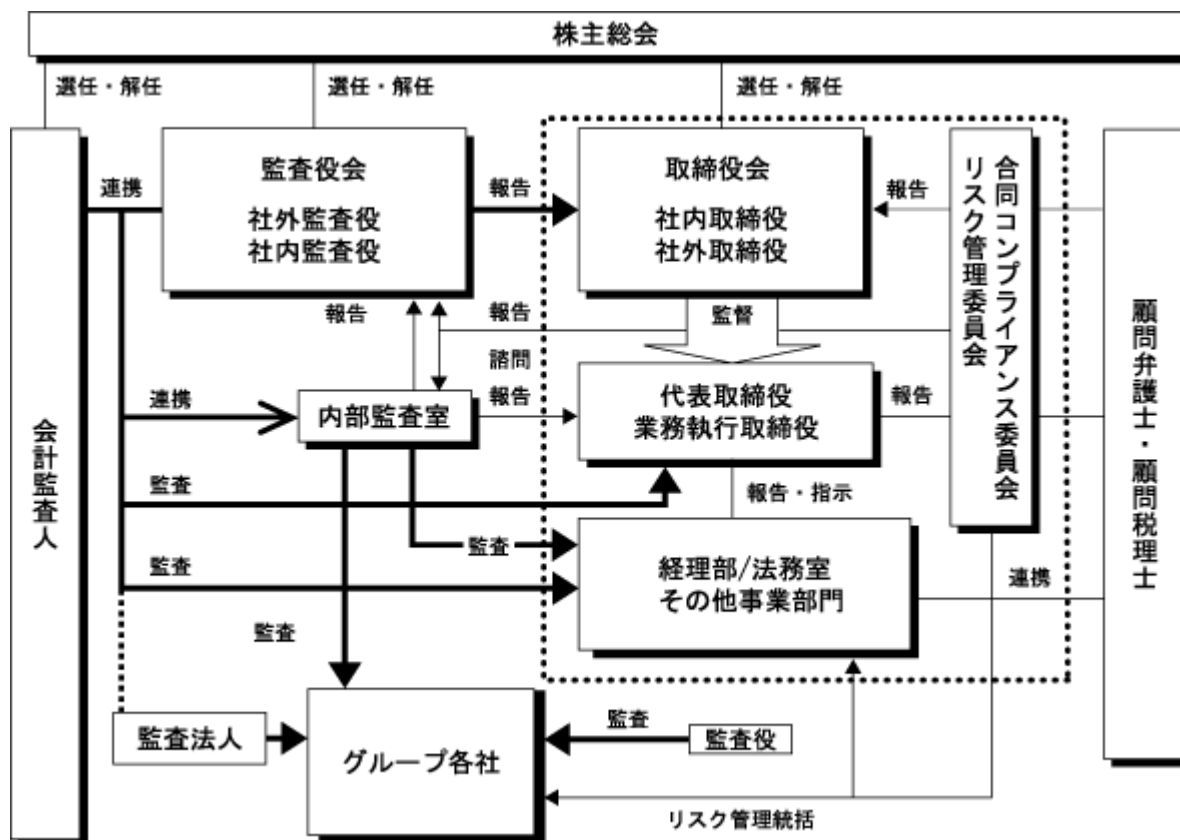 株主総会
選任・解任
選任・解任
選任・解任
連携
監査役会
社外監査役
社内監査役
報告
取締役会
社内取締役
社外取締役
報告
合同コンプライアンス委員会
リスク管理委員会
顧問弁護士・顧問税理士
会計監査人
報告
報告
諮問
監督
連携
内部監査室
報告
代表取締役
業務執行取締役
報告
監査
報告・指示
監査
監査
経理部/法務室
その他事業部門
連携
監査
監査法人
グループ各社
監査
監査役
リスク管理統括